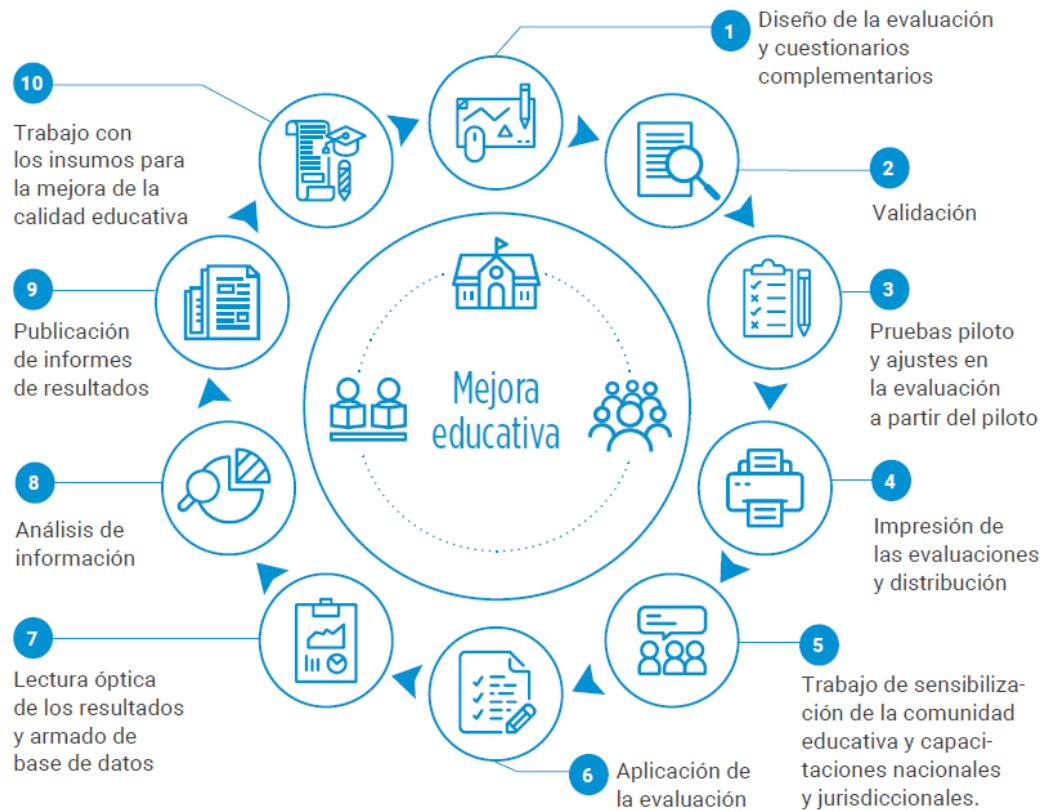 1
Diseño de la evaluación
y cuestionarios
complementarios
2
Validación
3
Pruebas piloto
y ajustes en
la evaluación
a partir del piloto
4
Impresión de
las evaluaciones
y distribución
5
Trabajo de sensibiliza-
ción de la comunidad
educativa y capaci-
taciones nacionales
y jurisdiccionales.
6
Aplicación de
la evaluación
7
Lectura óptica
de los resultados
y armado de
base de datos
8
Análisis de
información
9
Publicación
de informes
de resultados
10
Trabajo con
los insumos para
la mejora de la
calidad educativa
Mejora
educativa